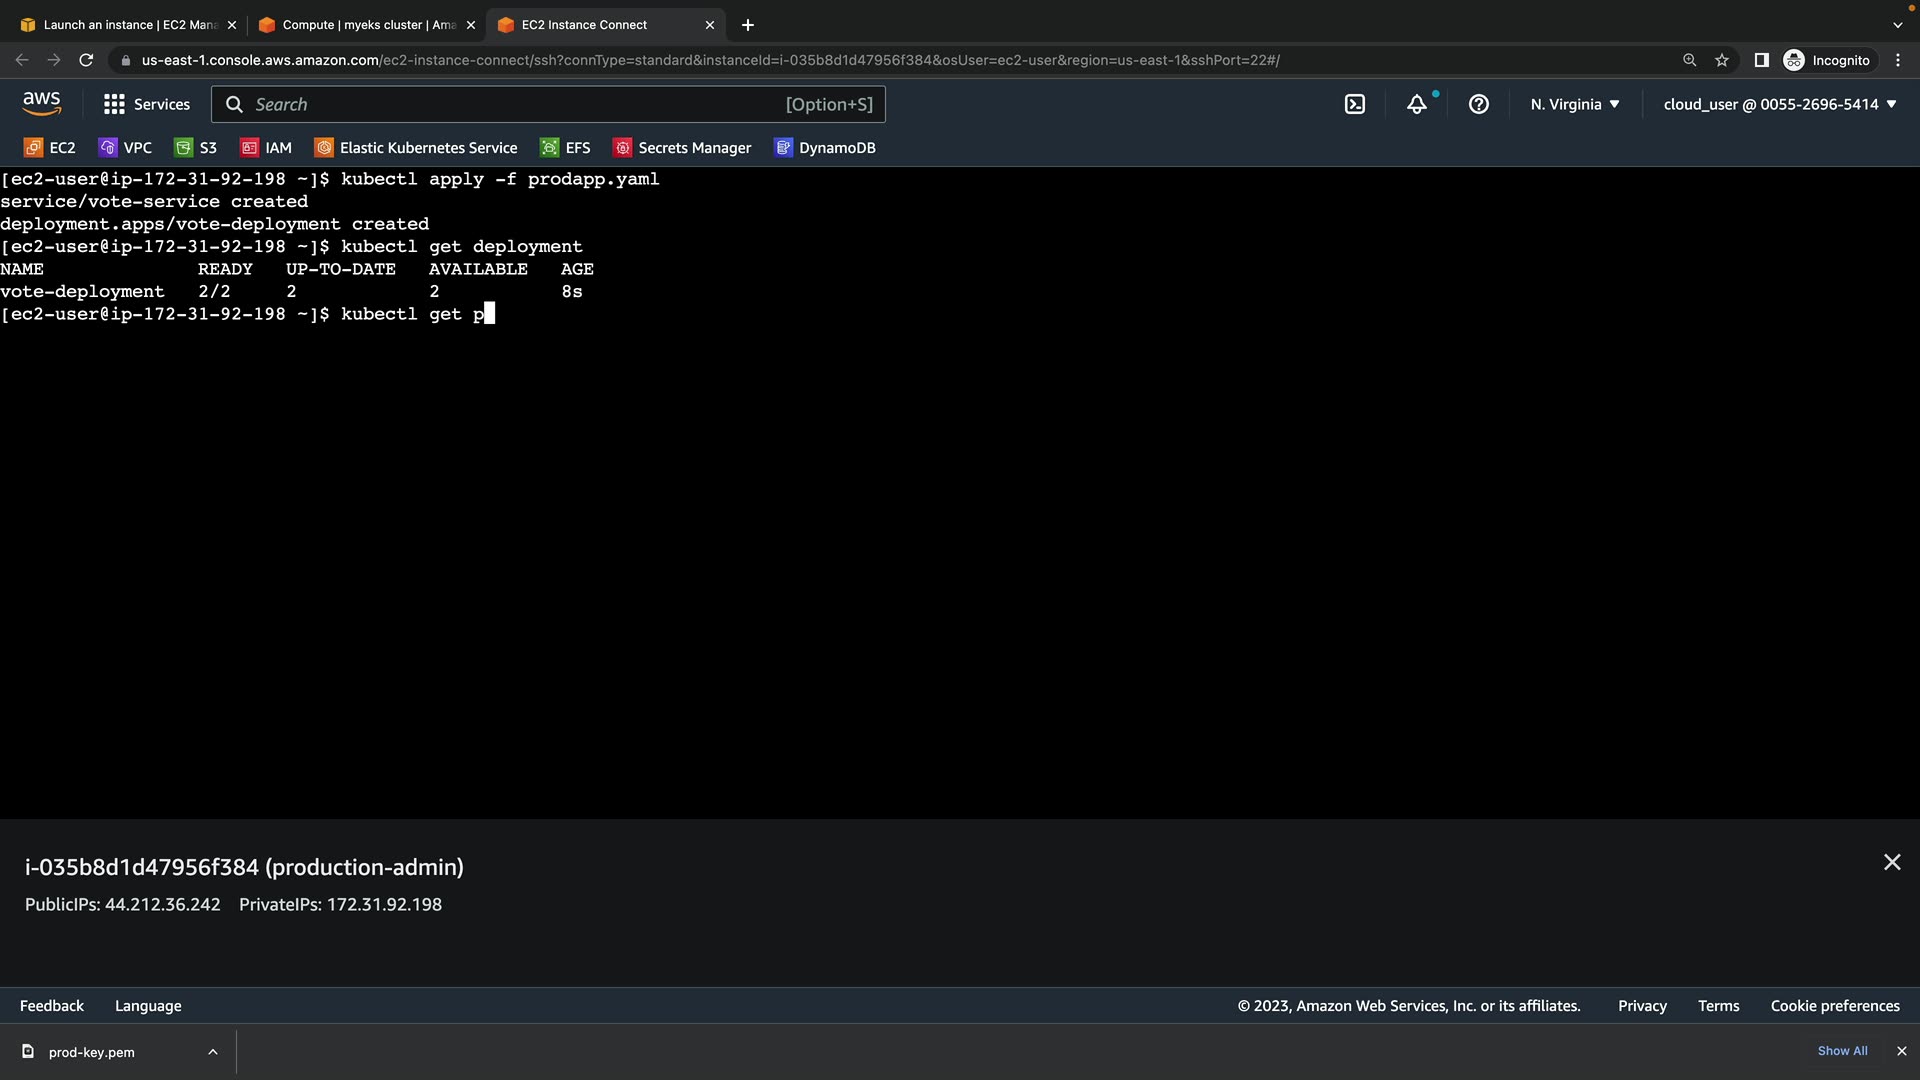 Launch an instance | EC2 Mana
Compute | myeks cluster | Ama
EC2 Instance Connect
us-east-1.console.aws.amazon.com/ec2-instance-connect/ssh?connType=standard&instanceId=i-035b8d1d47956f384&osUser=ec2-user&region=us-east-1&sshPort=22#/
Incognito
aws
Services
Search
[Option+S]
N. Virginia
cloud_user @ 0055-2696-5414
EC2
VPC
S3
IAM
Elastic Kubernetes Service
EFS
Secrets Manager
DynamoDB
[ec2-user@ip-172-31-92-198 ~]$ kubectl apply -f prodapp.yaml
service/vote-service created
deployment.apps/vote-deployment created
[ec2-user@ip-172-31-92-198 ~]$ kubectl get deployment
NAME READY UP-TO-DATE AVAILABLE AGE
vote-deployment 2/2 2 2 8s
[ec2-user@ip-172-31-92-198 ~]$ kubectl get p
i-035b8d1d47956f384 (production-admin)
PublicIPs: 44.212.36.242 PrivateIPs: 172.31.92.198
Feedback
Language
© 2023, Amazon Web Services, Inc. or its affiliates.
Privacy
Terms
Cookie preferences
prod-key.pem
Show All